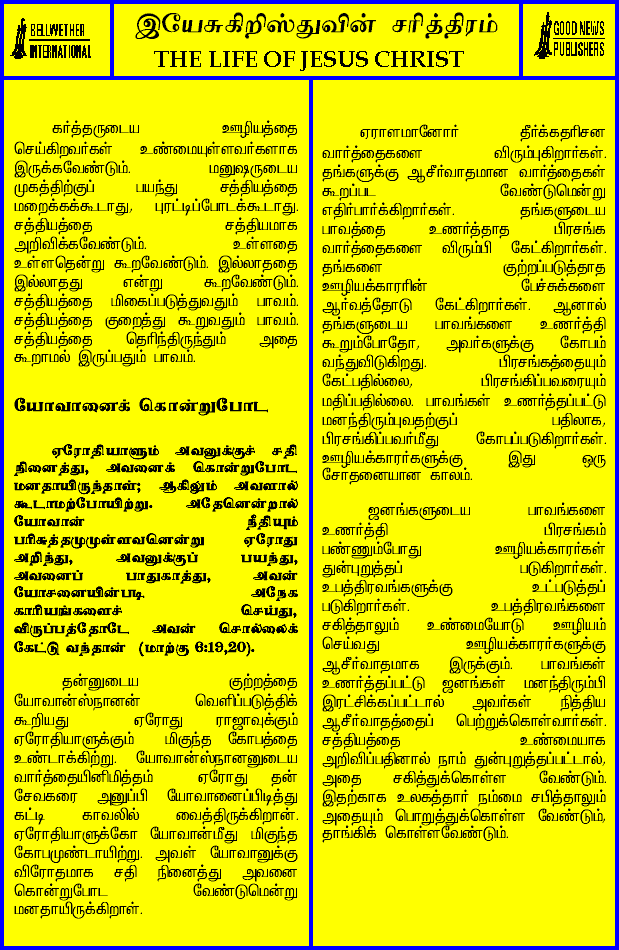 BELLWETHER
INTERNATIONAL
இயேசுகிறிஸ்துவின் சரித்திரம்
THE LIFE OF JESUS CHRIST
GOOD NEWS
PUBLISHERS
கர்த்தருடைய ஊழியத்தை
செய்கிறவர்கள் உண்மையுள்ளவர்களாக
இருக்கவேண்டும். மனுஷருடைய
முகத்திற்குப் பயந்து சத்தியத்தை
மறைக்கக்கூடாது, புரட்டிப்போடக்கூடாது.
சத்தியத்தை சத்தியமாக
அறிவிக்கவேண்டும். உள்ளதை
உள்ளதென்று கூறவேண்டும். இல்லாததை
இல்லாதது என்று கூறவேண்டும்.
சத்தியத்தை மிகைப்படுத்துவதும் பாவம்.
சத்தியத்தை குறைத்து கூறுவதும் பாவம்.
சத்தியத்தை தெரிந்திருந்தும் அதை
கூறாமல் இருப்பதும் பாவம்.
யோவானைக் கொன்றுபோட
ஏரோதியாளும் அவனுக்குச் சதி
நினைத்து, அவனைக் கொன்றுபோட
மனதாயிருந்தாள்; ஆகிலும் அவளால்
கூடாமற்போயிற்று. அதேனென்றால்
யோவான் நீதியும்
பரிசுத்தமுமுள்ளவனென்று ஏரோது
அறிந்து, அவனுக்குப் பயந்து,
அவனைப் பாதுகாத்து, அவன்
யோசனையின்படி அநேக
காரியங்களைச் செய்து,
விருப்பத்தோடே அவன் சொல்லைக்
கேட்டு வந்தான் (மாற்கு 6:19,20).
தன்னுடைய குற்றத்தை
யோவான்ஸ்நானன் வெளிப்படுத்திக்
கூறியது ஏரோது ராஜாவுக்கும்
ஏரோதியாளுக்கும் மிகுந்த கோபத்தை
உண்டாக்கிற்று. யோவான்ஸ்நானனுடைய
வார்த்தையினிமித்தம் ஏரோது தன்
சேவகரை அனுப்பி யோவானைப்பிடித்து
கட்டி காவலில் வைத்திருக்கிறான்.
ஏரோதியாளுக்கோ யோவான்மீது மிகுந்த
கோபமுண்டாயிற்று. அவள் யோவானுக்கு
விரோதமாக சதி நினைத்து அவனை
கொன்றுபோட வேண்டுமென்று
மனதாயிருக்கிறாள்.
ஏராளமானோர் தீர்க்கதரிசன
வார்த்தைகளை விரும்புகிறார்கள்.
தங்களுக்கு ஆசீர்வாதமான வார்த்தைகள்
கூறப்பட வேண்டுமென்று
எதிர்பார்க்கிறார்கள். தங்களுடைய
பாவத்தை உணர்த்தாத பிரசங்க
வார்த்தைகளை விரும்பி கேட்கிறார்கள்.
தங்களை குற்றப்படுத்தாத
ஊழியக்காரரின் பேச்சுக்களை
ஆர்வத்தோடு கேட்கிறார்கள். ஆனால்
தங்களுடைய பாவங்களை உணர்த்தி
கூறும்போதோ, அவர்களுக்கு கோபம்
வந்துவிடுகிறது. பிரசங்கத்தையும்
கேட்பதில்லை, பிரசங்கிப்பவரையும்
மதிப்பதில்லை. பாவங்கள் உணர்த்தப்பட்டு
மனந்திரும்புவதற்குப் பதிலாக,
பிரசங்கிப்பவர்மீது கோபப்படுகிறார்கள்.
ஊழியக்காரர்களுக்கு இது ஒரு
சோதனையான காலம்.
ஜனங்களுடைய பாவங்களை
உணர்த்தி பிரசங்கம்
பண்ணும்போது ஊழியக்காரர்கள்
துன்புறுத்தப் படுகிறார்கள்.
உபத்திரவங்களுக்கு உட்படுத்தப்
படுகிறார்கள். உபத்திரவங்களை
சகித்தாலும் உண்மையோடு ஊழியம்
செய்வது ஊழியக்காரர்களுக்கு
ஆசீர்வாதமாக இருக்கும். பாவங்கள்
உணர்த்தப்பட்டு ஜனங்கள் மனந்திரும்பி
இரட்சிக்கப்பட்டால் அவர்கள் நித்திய
ஆசீர்வாதத்தைப் பெற்றுக்கொள்வார்கள்.
சத்தியத்தை உண்மையாக
அறிவிப்பதினால் நாம் துன்புறுத்தப்பட்டால்,
அதை சகித்துக்கொள்ள வேண்டும்.
இதற்காக உலகத்தார் நம்மை சபித்தாலும்
அதையும் பொறுத்துக்கொள்ள வேண்டும்,
தாங்கிக் கொள்ளவேண்டும்.